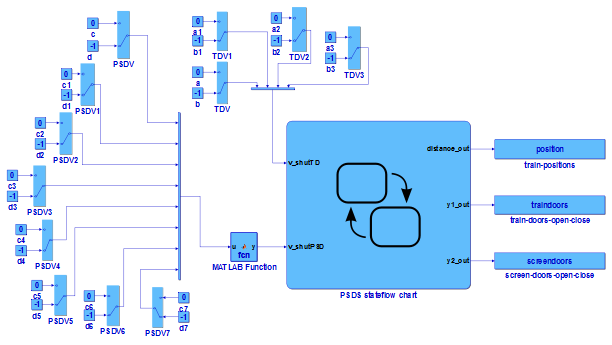 0
c
-1
d
PSDV
0
a1
-1
b1
TDV1
0
a2
-1
b2
TDV2
0
a3
-1
b3
TDV3
0
a
-1
b
TDV
0
c1
-1
d1
PSDV1
0
c2
-1
d2
PSDV2
0
c3
-1
d3
PSDV3
0
c4
-1
d4
PSDV4
0
c5
-1
d5
PSDV5
0
c6
-1
d6
PSDV6
0
c7
-1
d7
PSDV7
u
y
fcn
MATLAB Function
v_shutTD
v_shutPSD
distance_out
y1_out
y2_out
PSDS stateflow chart
position
train-positions
traindoors
train-doors-open-close
screendoors
screen-doors-open-close